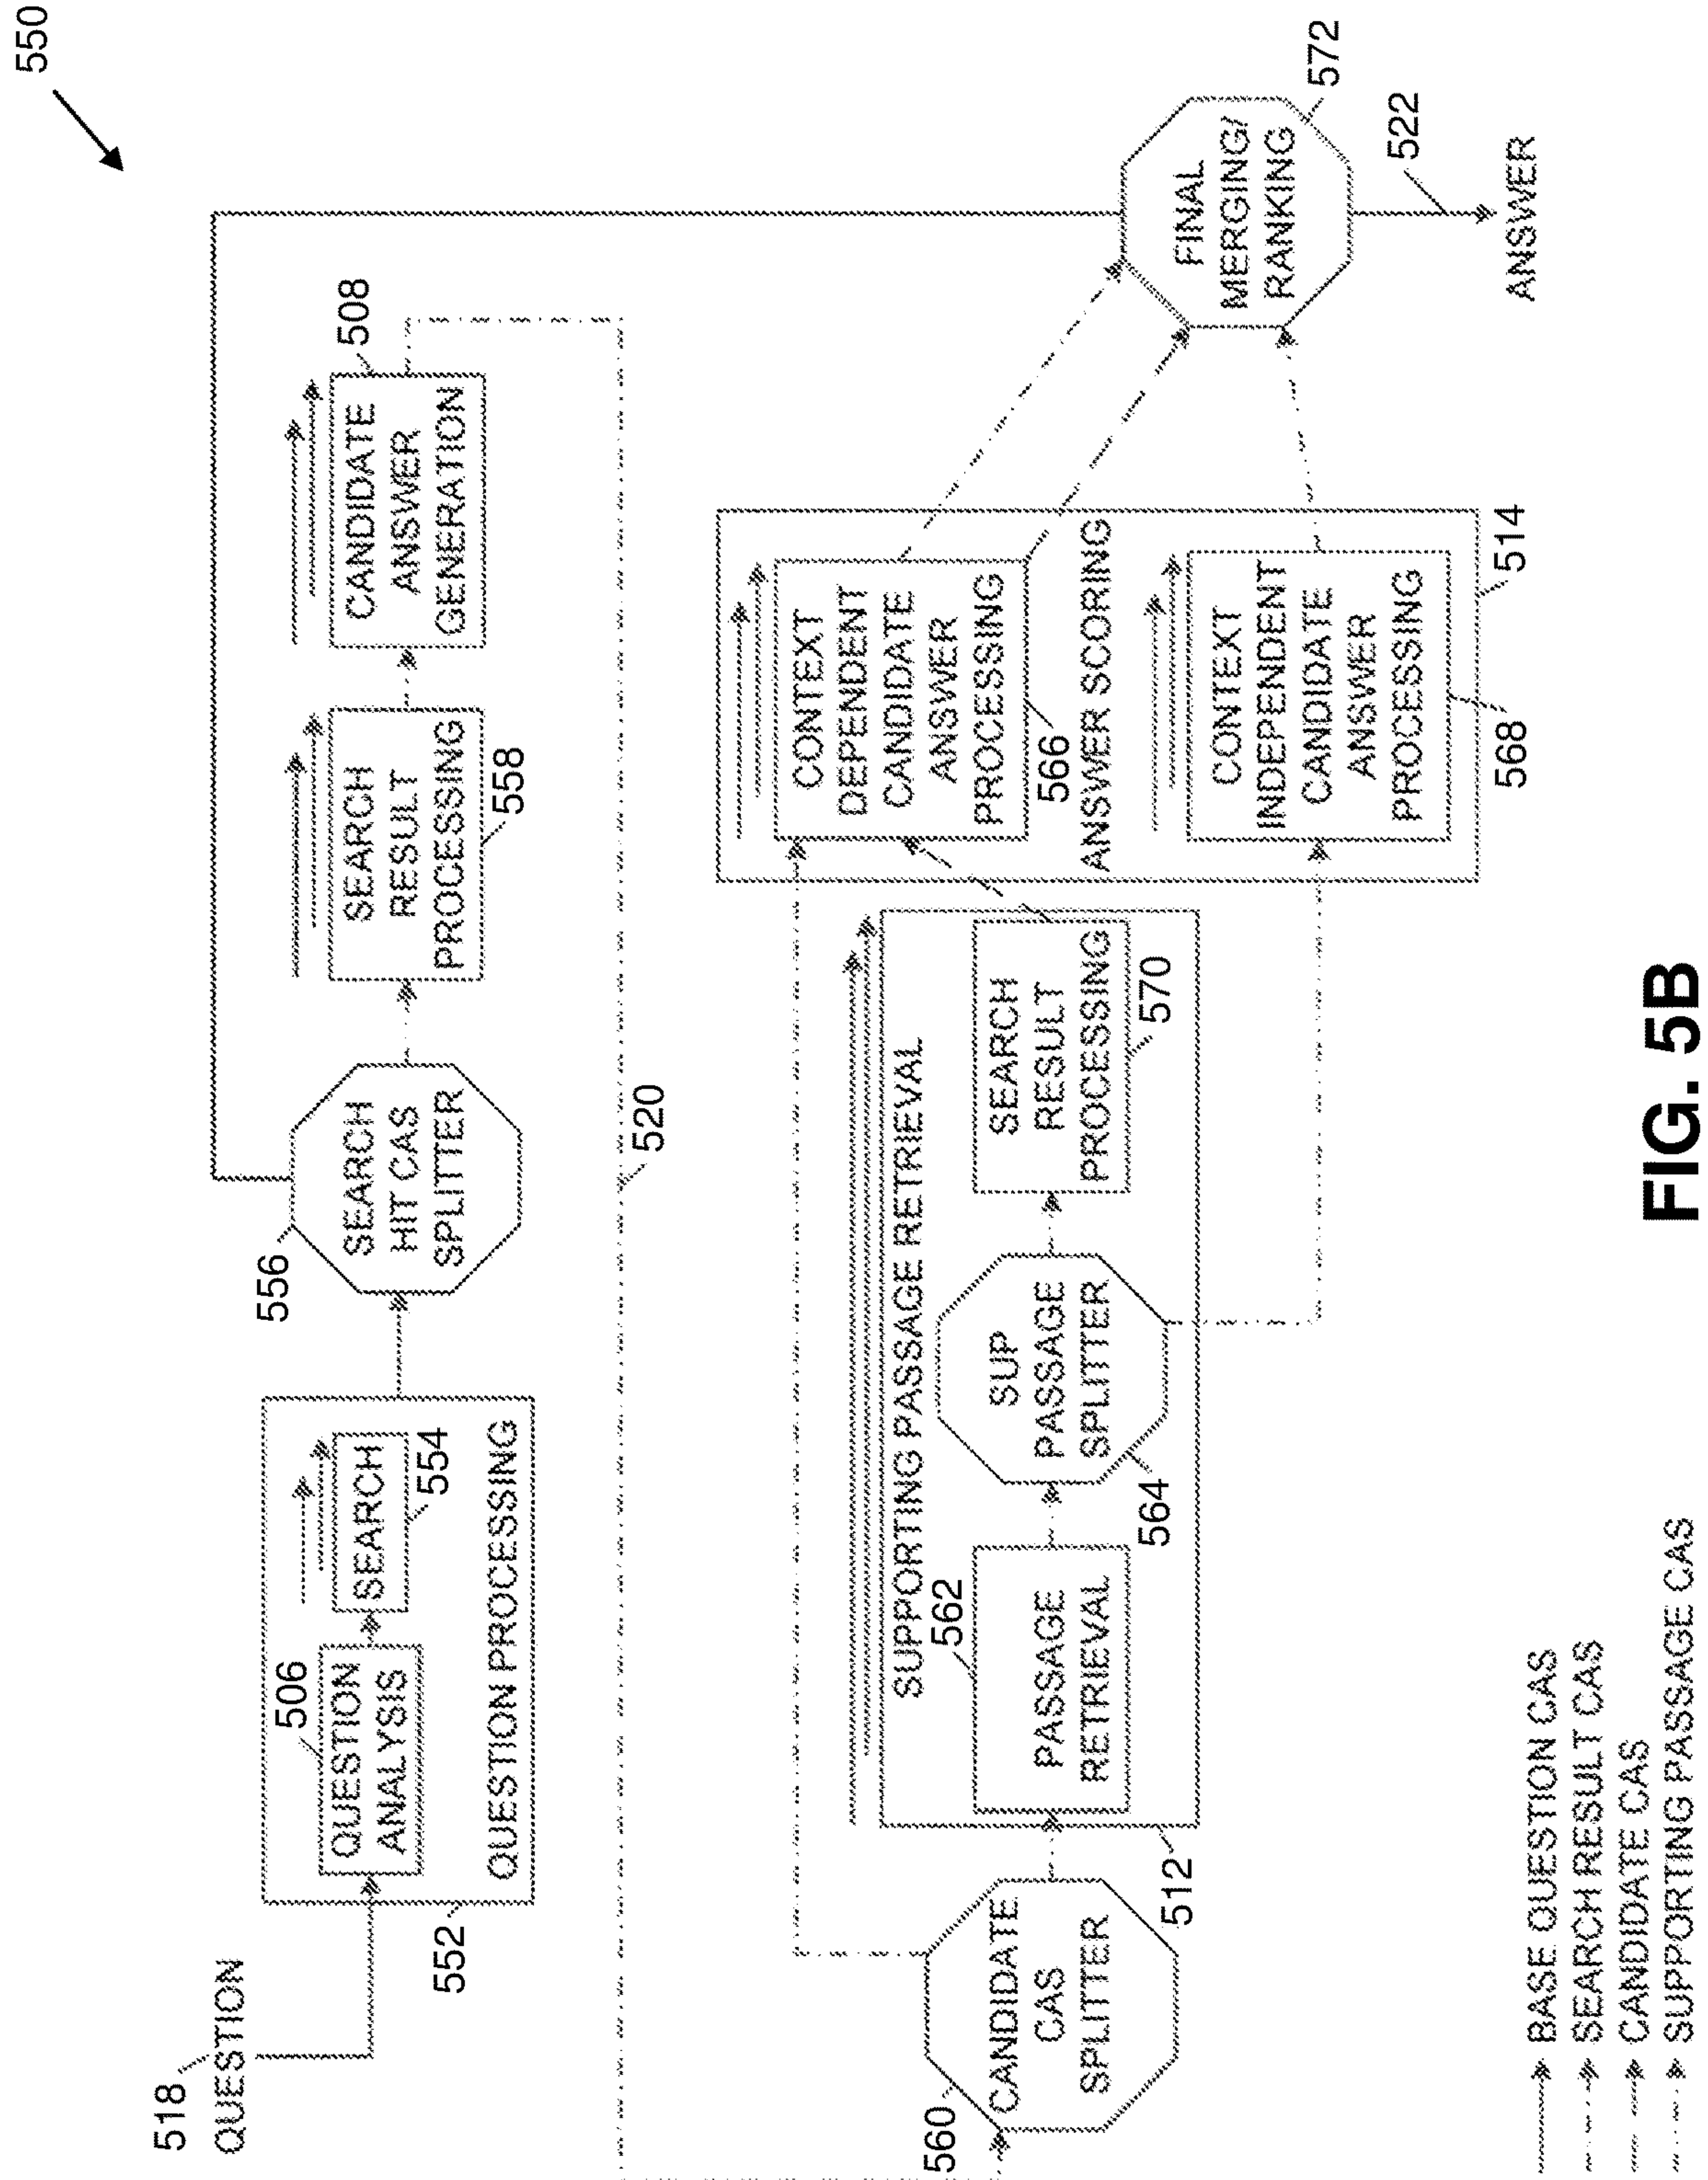 550
518
QUESTION
552
506
QUESTION
ANALYSIS
SEARCH
554
QUESTION PROCESSING
556
SEARCH
HIT CAS
SPLITTER
SEARCH
RESULT
PROCESSING
558
CANDIDATE
ANSWER
GENERATION
508
520
560
CANDIDATE
CAS
SPLITTER
512
SUPPORTING PASSAGE RETRIEVAL
562
PASSAGE
RETRIEVAL
SUP
PASSAGE
SPLITTER
564
SEARCH
RESULT
PROCESSING
570
CONTEXT
DEPENDENT
CANDIDATE
ANSWER
PROCESSING
566
ANSWER SCORING
CONTEXT
INDEPENDENT
CANDIDATE
ANSWER
PROCESSING
568
514
FINAL
MERGING/
RANKING
572
522
ANSWER
BASE QUESTION CAS
SEARCH RESULT CAS
CANDIDATE CAS
SUPPORTING PASSAGE CAS
FIG. 5B